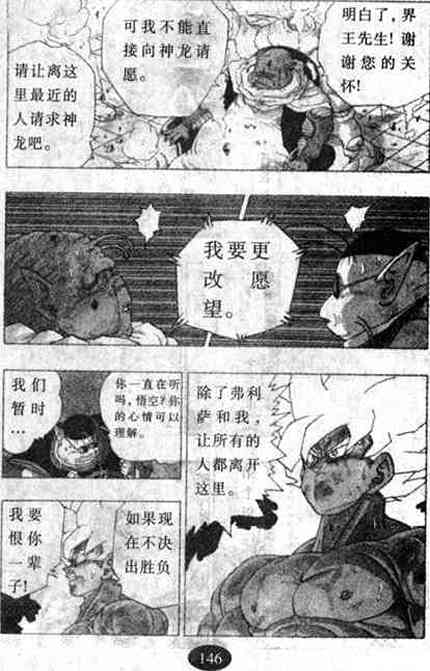 明白了，界
王先生！谢
谢您的关
怀！
可我不能直
接向神龙请
愿。
请让离这
里最近的
人请求神
龙吧。
我要更
改愿
望。
除了弗利
萨和我，
让所有的
人都离开
这里。
你一直在听
吗，悟空？你
的心情可以
理解。
我们
暂时
…
如果现
在不决
出胜负
我要
恨你
一辈
子！
146